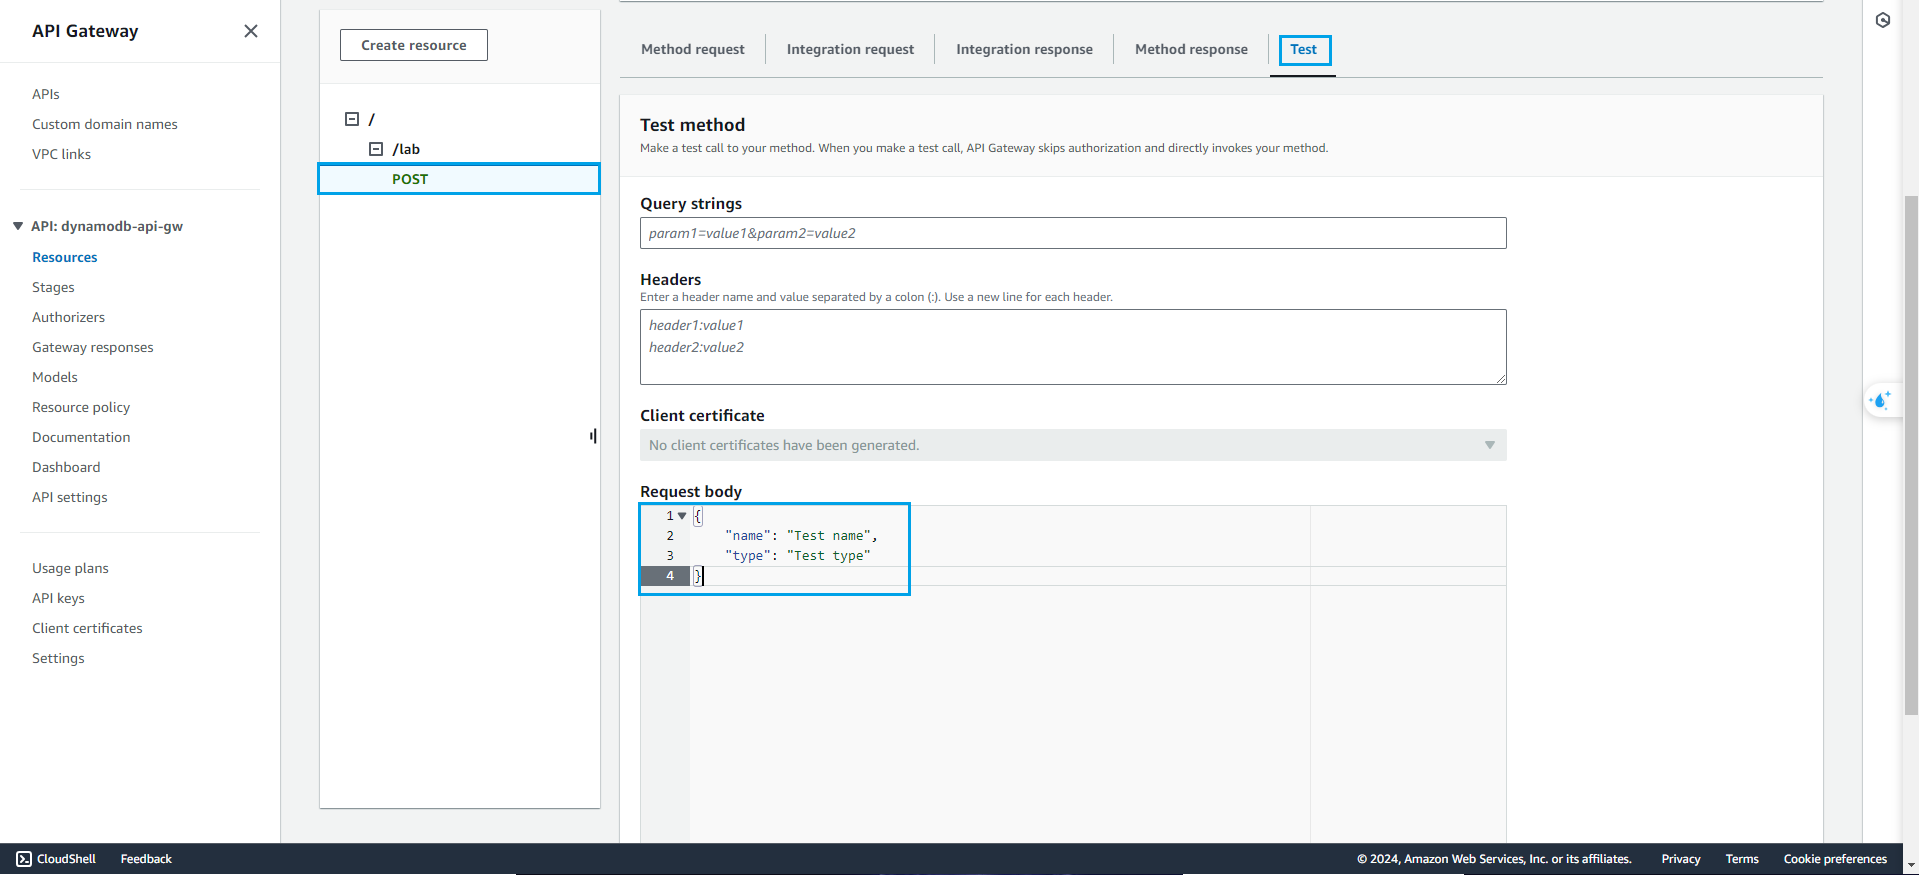 API Gateway
APIs
Custom domain names
VPC links
API: dynamodb-api-gw
Resources
Stages
Authorizers
Gateway responses
Models
Resource policy
Documentation
Dashboard
API settings
Usage plans
API keys
Client certificates
Settings
Create resource
/
/lab
POST
Method request
Integration request
Integration response
Method response
Test
Test method
Make a test call to your method. When you make a test call, API Gateway skips authorization and directly invokes your method.
Query strings
param1=value1&param2=value2
Headers
Enter a header name and value separated by a colon (:). Use a new line for each header.
header1:value1
header2:value2
Client certificate
No client certificates have been generated.
Request body
1 {
2 "name": "Test name",
3 "type": "Test type"
4 }
CloudShell
Feedback
© 2024, Amazon Web Services, Inc. or its affiliates.
Privacy
Terms
Cookie preferences